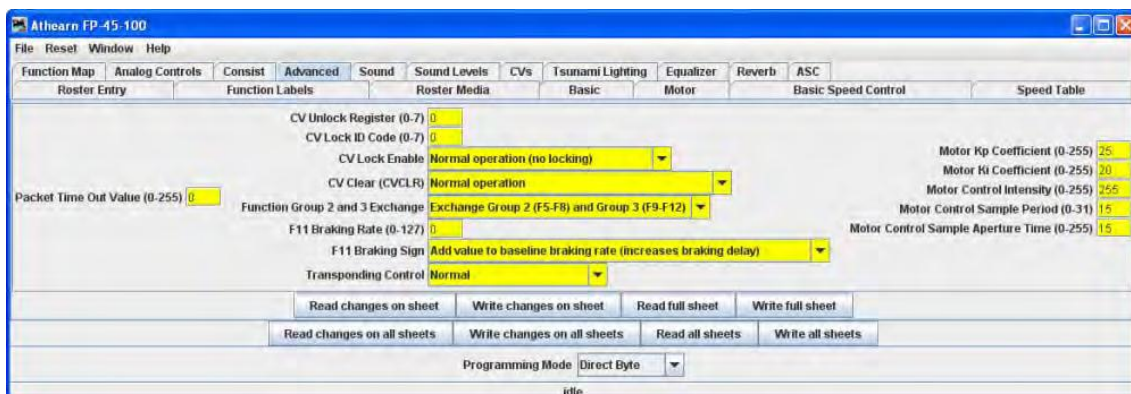 Athearn FP-45-100
File Reset Window Help
Function Map Analog Controls Consist Advanced Sound Sound Levels CVs Tsunami Lighting Equalizer Reverb ASC
Roster Entry Function Labels Roster Media Basic Motor Basic Speed Control Speed Table
Packet Time Out Value (0-255) 0
CV Unlock Register (0-7) 0
CV Lock ID Code (0-7) 0
CV Lock Enable Normal operation (no locking)
CV Clear (CVCLR) Normal operation
Function Group 2 and 3 Exchange Exchange Group 2 (F5-F8) and Group 3 (F9-F12)
F11 Braking Rate (0-127) 0
F11 Braking Sign Add value to baseline braking rate (increases braking delay)
Transponding Control Normal
Motor Kp Coefficient (0-255) 25
Motor Ki Coefficient (0-255) 20
Motor Control Intensity (0-255) 255
Motor Control Sample Period (0-31) 15
Motor Control Sample Aperture Time (0-255) 15
Read changes on sheet Write changes on sheet Read full sheet Write full sheet
Read changes on all sheets Write changes on all sheets Read all sheets Write all sheets
Programming Mode Direct Byte
idle